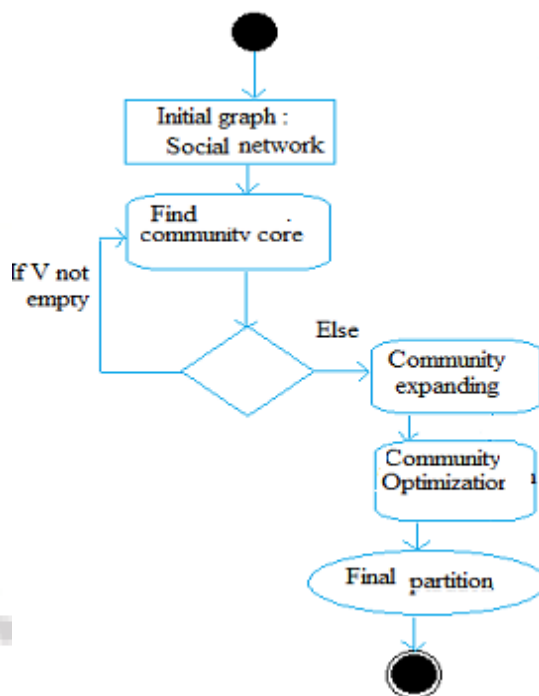 Initial graph :
Social network
Find
community core
If V not
empty
Else
Community
expanding
Community
Optimization
Final partition